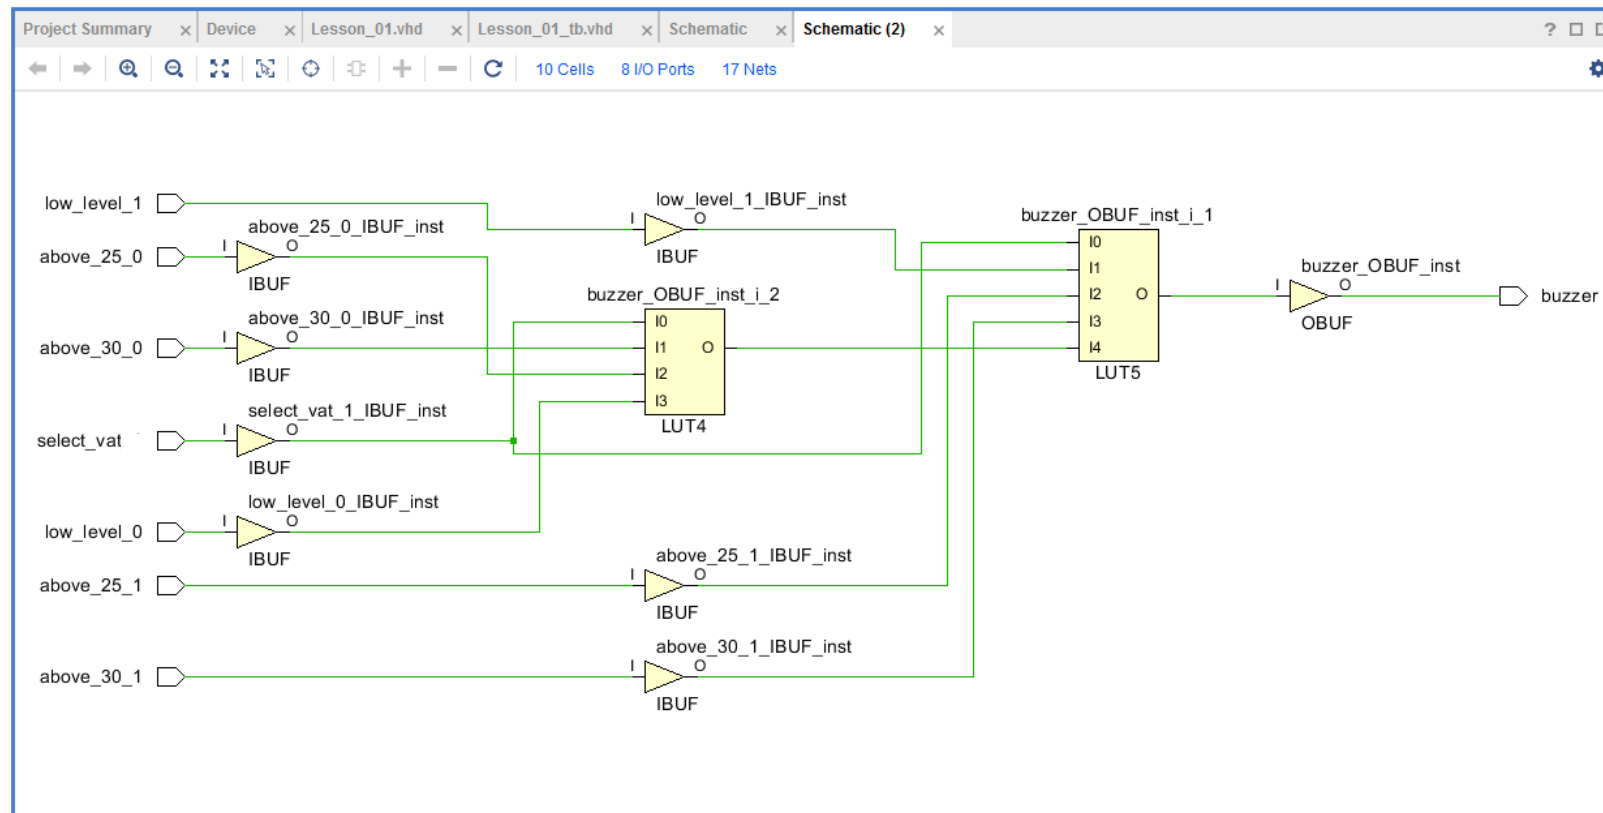 Project Summary × Device × Lesson_01.vhd × Lesson_01_tb.vhd × Schematic × Schematic (2) × ?
10 Cells 8 I/O Ports 17 Nets
low_level_1
low_level_1_IBUF_inst
I O
IBUF
above_25_0
above_25_0_IBUF_inst
I O
IBUF
buzzer_OBUF_inst_i_1
I0
I1
I2 O
I3
I4
LUT5
buzzer_OBUF_inst
I O
OBUF
buzzer
buzzer_OBUF_inst_i_2
I0
I1 O
I2
I3
LUT4
above_30_0
above_30_0_IBUF_inst
I O
IBUF
select_vat
select_vat_1_IBUF_inst
I O
IBUF
low_level_0
low_level_0_IBUF_inst
I O
IBUF
above_25_1
above_25_1_IBUF_inst
I O
IBUF
above_30_1
above_30_1_IBUF_inst
I O
IBUF